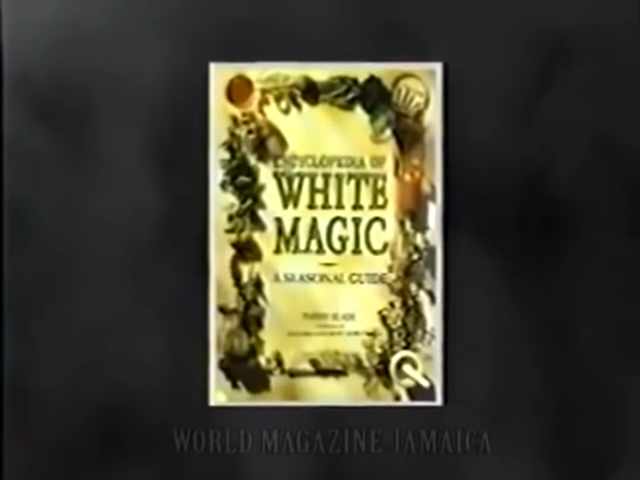 ENCYCLOPEDIA OF
WHITE
MAGIC
A SEASONAL GUIDE
WORLD MAGAZINE JAMAICA